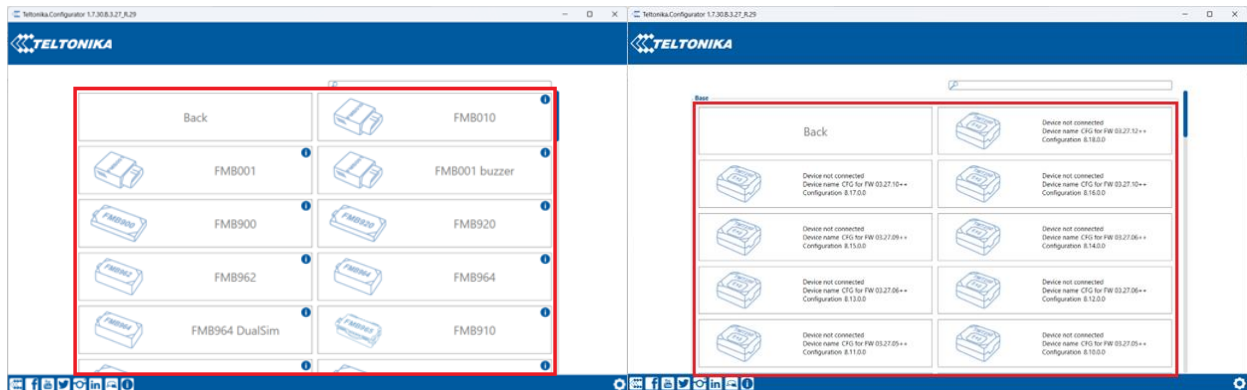 Teltonika.Configurator 1.7.30.B.3.27_R.29
TELTONIKA
Back
FMB010
FMB001
FMB001 buzzer
FMB900
FMB900
FMB920
FMB920
FMB962
FMB962
FMB964
FMB964
FMB964 DualSim
FMB964
FMB910
Teltonika.Configurator 1.7.30.B.3.27_R.29
TELTONIKA
Base
Back
Device not connected
Device name CFG for FW 03.27.12++
Configuration 8.18.0.0
Device not connected
Device name CFG for FW 03.27.10++
Configuration 8.17.0.0
Device not connected
Device name CFG for FW 03.27.10++
Configuration 8.16.0.0
Device not connected
Device name CFG for FW 03.27.09++
Configuration 8.15.0.0
Device not connected
Device name CFG for FW 03.27.06++
Configuration 8.14.0.0
Device not connected
Device name CFG for FW 03.27.06++
Configuration 8.13.0.0
Device not connected
Device name CFG for FW 03.27.06++
Configuration 8.12.0.0
Device not connected
Device name CFG for FW 03.27.05++
Configuration 8.11.0.0
Device not connected
Device name CFG for FW 03.27.05++
Configuration 8.10.0.0